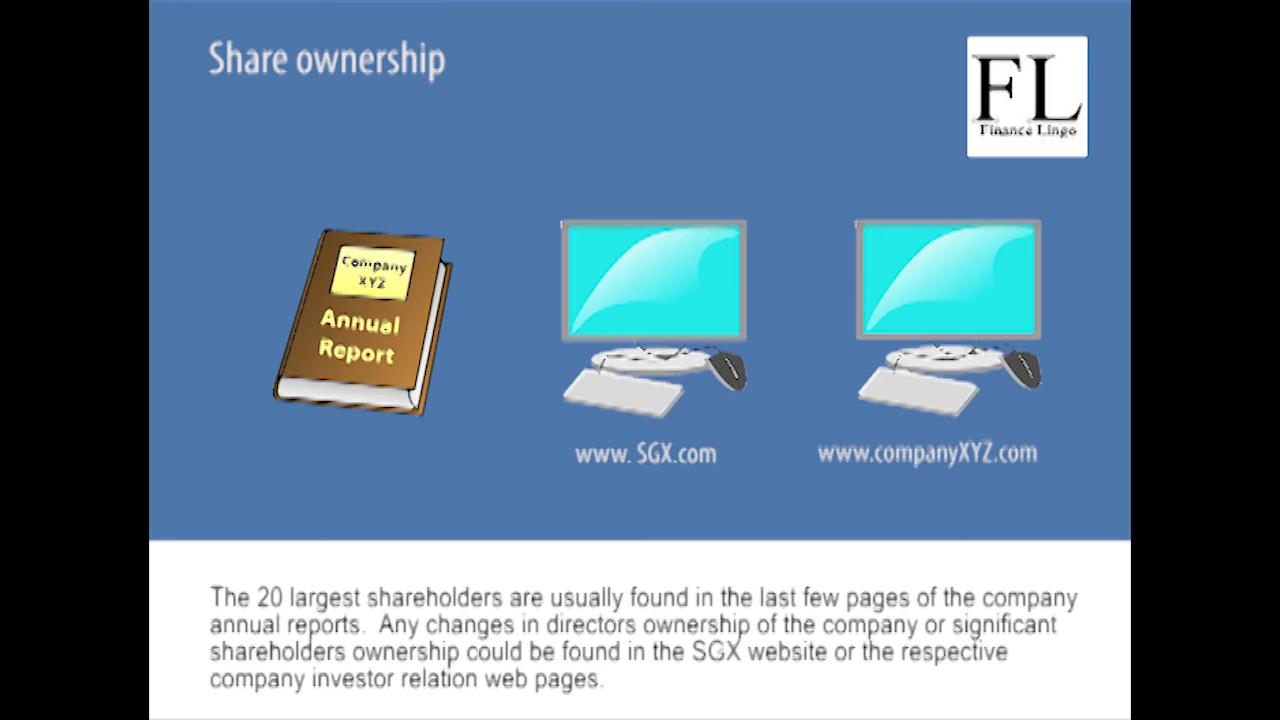 Share ownership
FL
Finance Lingo
Company
XYZ
Annual
Report
www. SGX.com
www.companyXYZ.com
The 20 largest shareholders are usually found in the last few pages of the company
annual reports.  Any changes in directors ownership of the company or significant
shareholders ownership could be found in the SGX website or the respective
company investor relation web pages.